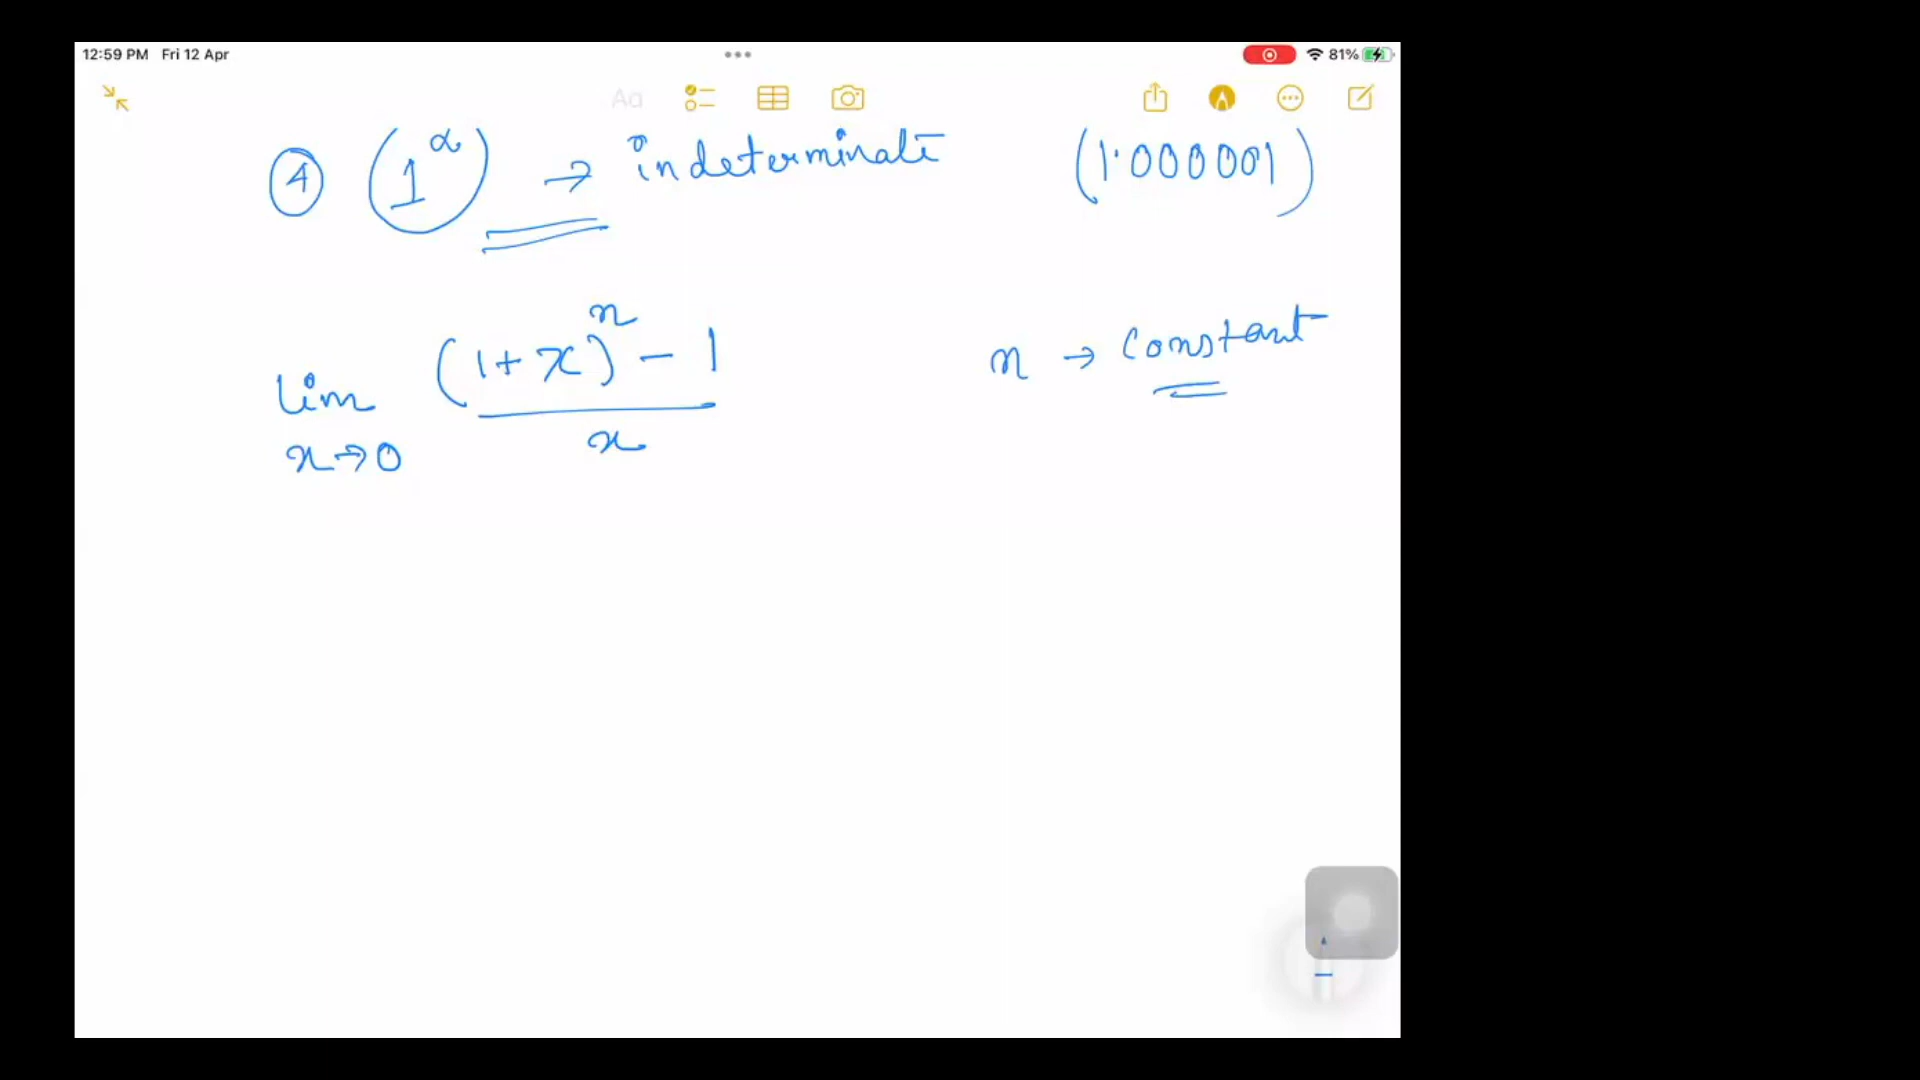 12:59 PM Fri 12 Apr 81%
Aa
④ (1^α) → indeterminate (1.000001)
lim x→0 ((1+x)^n - 1)/x n → constant